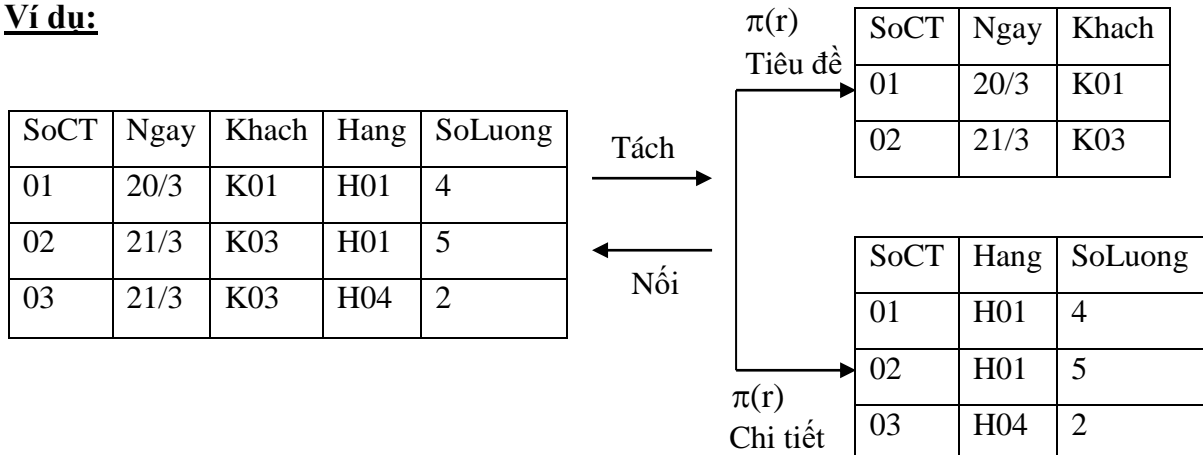 Ví dụ:
SoCT Ngay Khach Hang SoLuong
01 20/3 K01 H01 4
02 21/3 K03 H01 5
03 21/3 K03 H04 2
Tách
Nối
π(r)
Tiêu đề
SoCT Ngay Khach
01 20/3 K01
02 21/3 K03
SoCT Hang SoLuong
01 H01 4
02 H01 5
03 H04 2
π(r)
Chi tiết